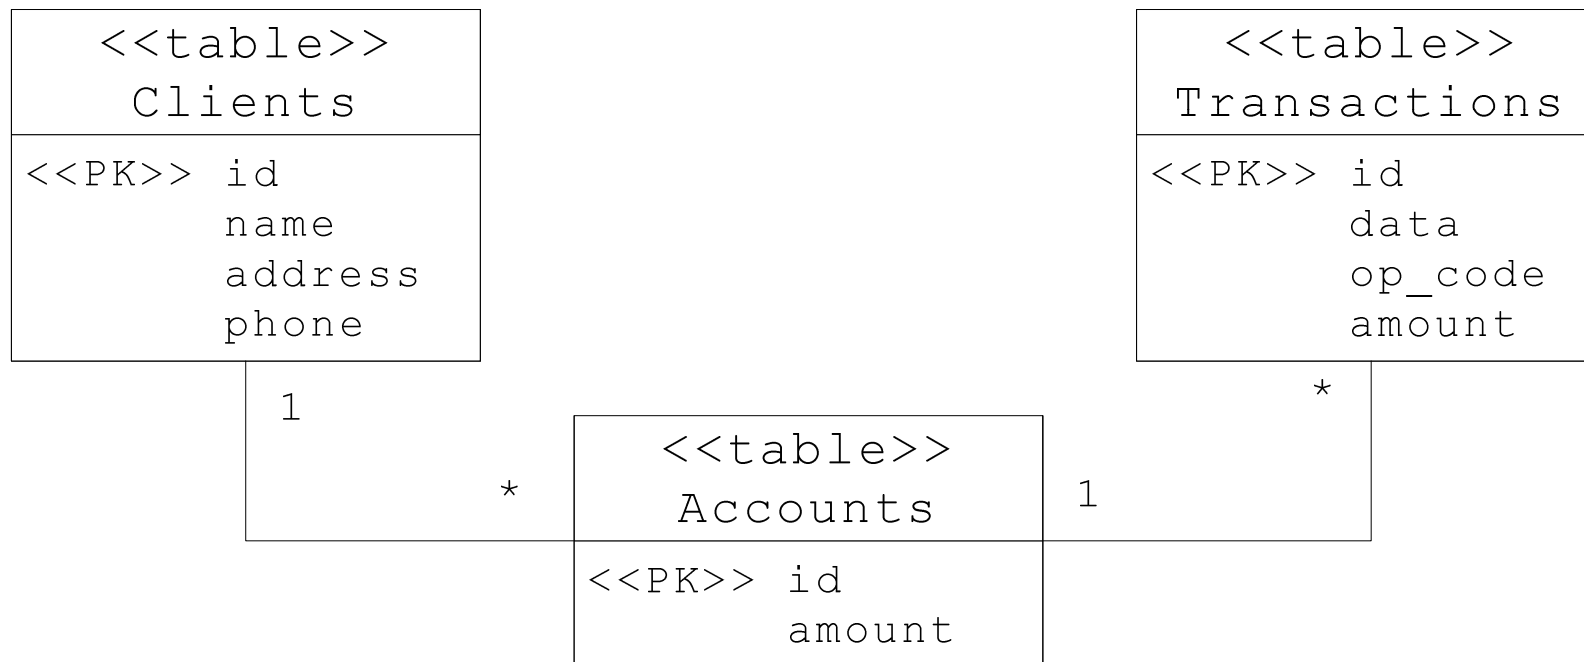 <<table>>
Clients
<<PK>> id
name
address
phone
<<table>>
Transactions
<<PK>> id
data
op_code
amount
1
*
<<table>>
Accounts
<<PK>> id
amount
*
1